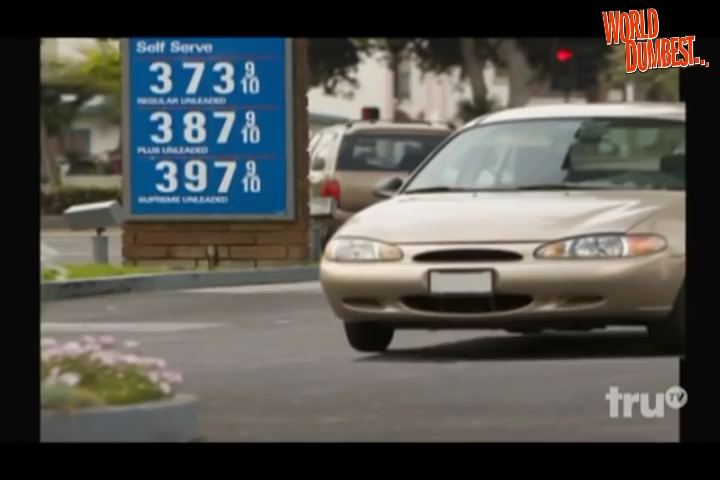 WORLD
DUMBEST...
Self Serve
373 9/10
REGULAR UNLEADED
387 9/10
PLUS UNLEADED
397 9/10
SUPREME UNLEADED
truTV